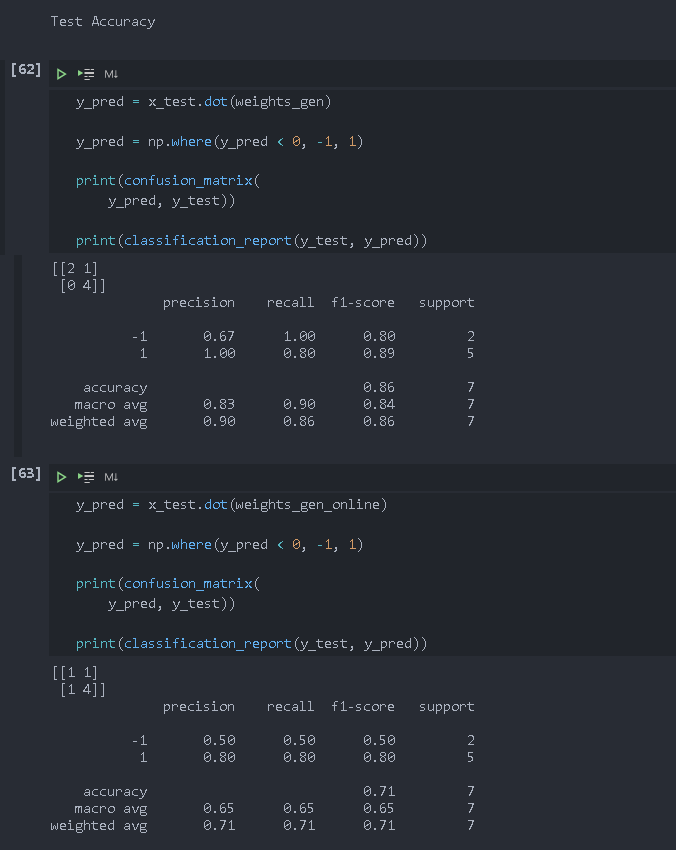 Test Accuracy
[62]
M↓
y_pred = x_test.dot(weights_gen)
y_pred = np.where(y_pred < 0, -1, 1)
print(confusion_matrix(
y_pred, y_test))
print(classification_report(y_test, y_pred))
[[2 1]
[0 4]]
precision recall f1-score support
-1 0.67 1.00 0.80 2
1 1.00 0.80 0.89 5
accuracy 0.86 7
macro avg 0.83 0.90 0.84 7
weighted avg 0.90 0.86 0.86 7
[63]
M↓
y_pred = x_test.dot(weights_gen_online)
y_pred = np.where(y_pred < 0, -1, 1)
print(confusion_matrix(
y_pred, y_test))
print(classification_report(y_test, y_pred))
[[1 1]
[1 4]]
precision recall f1-score support
-1 0.50 0.50 0.50 2
1 0.80 0.80 0.80 5
accuracy 0.71 7
macro avg 0.65 0.65 0.65 7
weighted avg 0.71 0.71 0.71 7